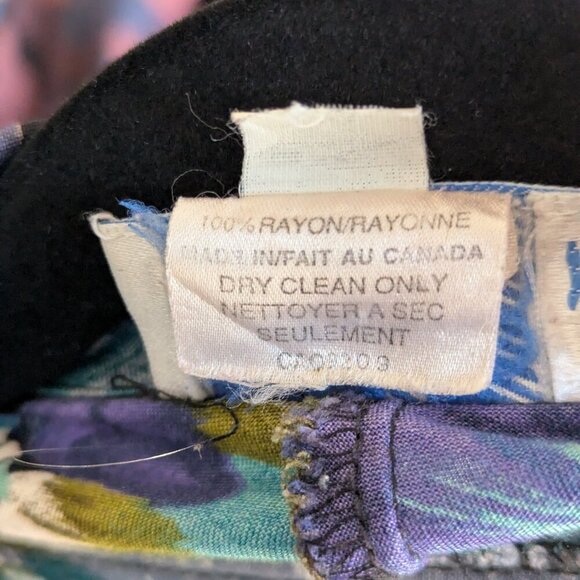 100% RAYON/RAYONNE
MADE IN/FAIT AU CANADA
DRY CLEAN ONLY
NETTOYER A SEC
SEULEMENT